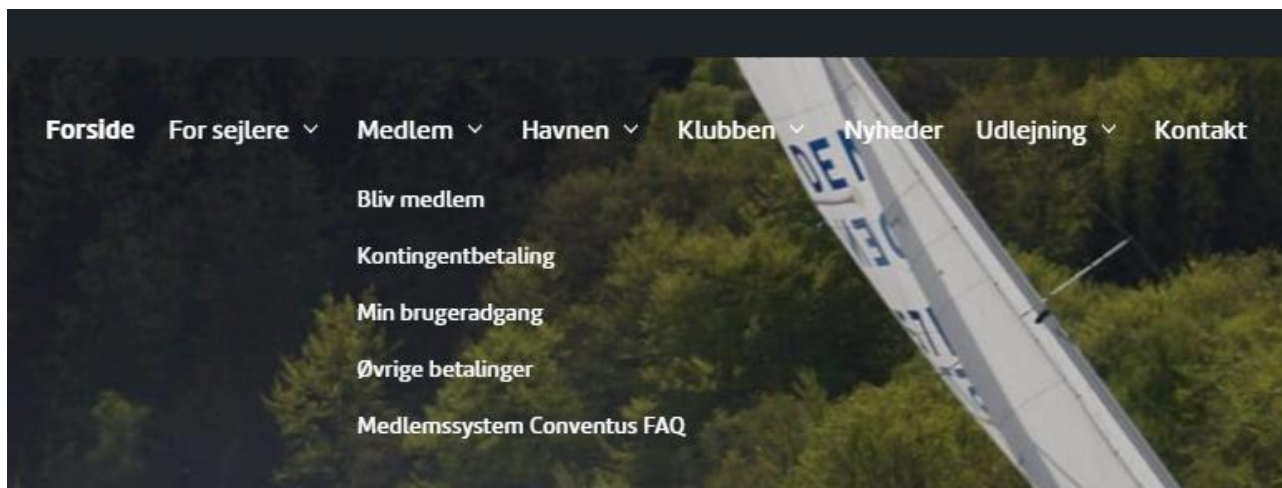 Forside For sejlere Medlem Havnen Klubben Nyheder Udlejning Kontakt
Bliv medlem
Kontingentbetaling
Min brugeradgang
Øvrige betalinger
Medlemssystem Conventus FAQ